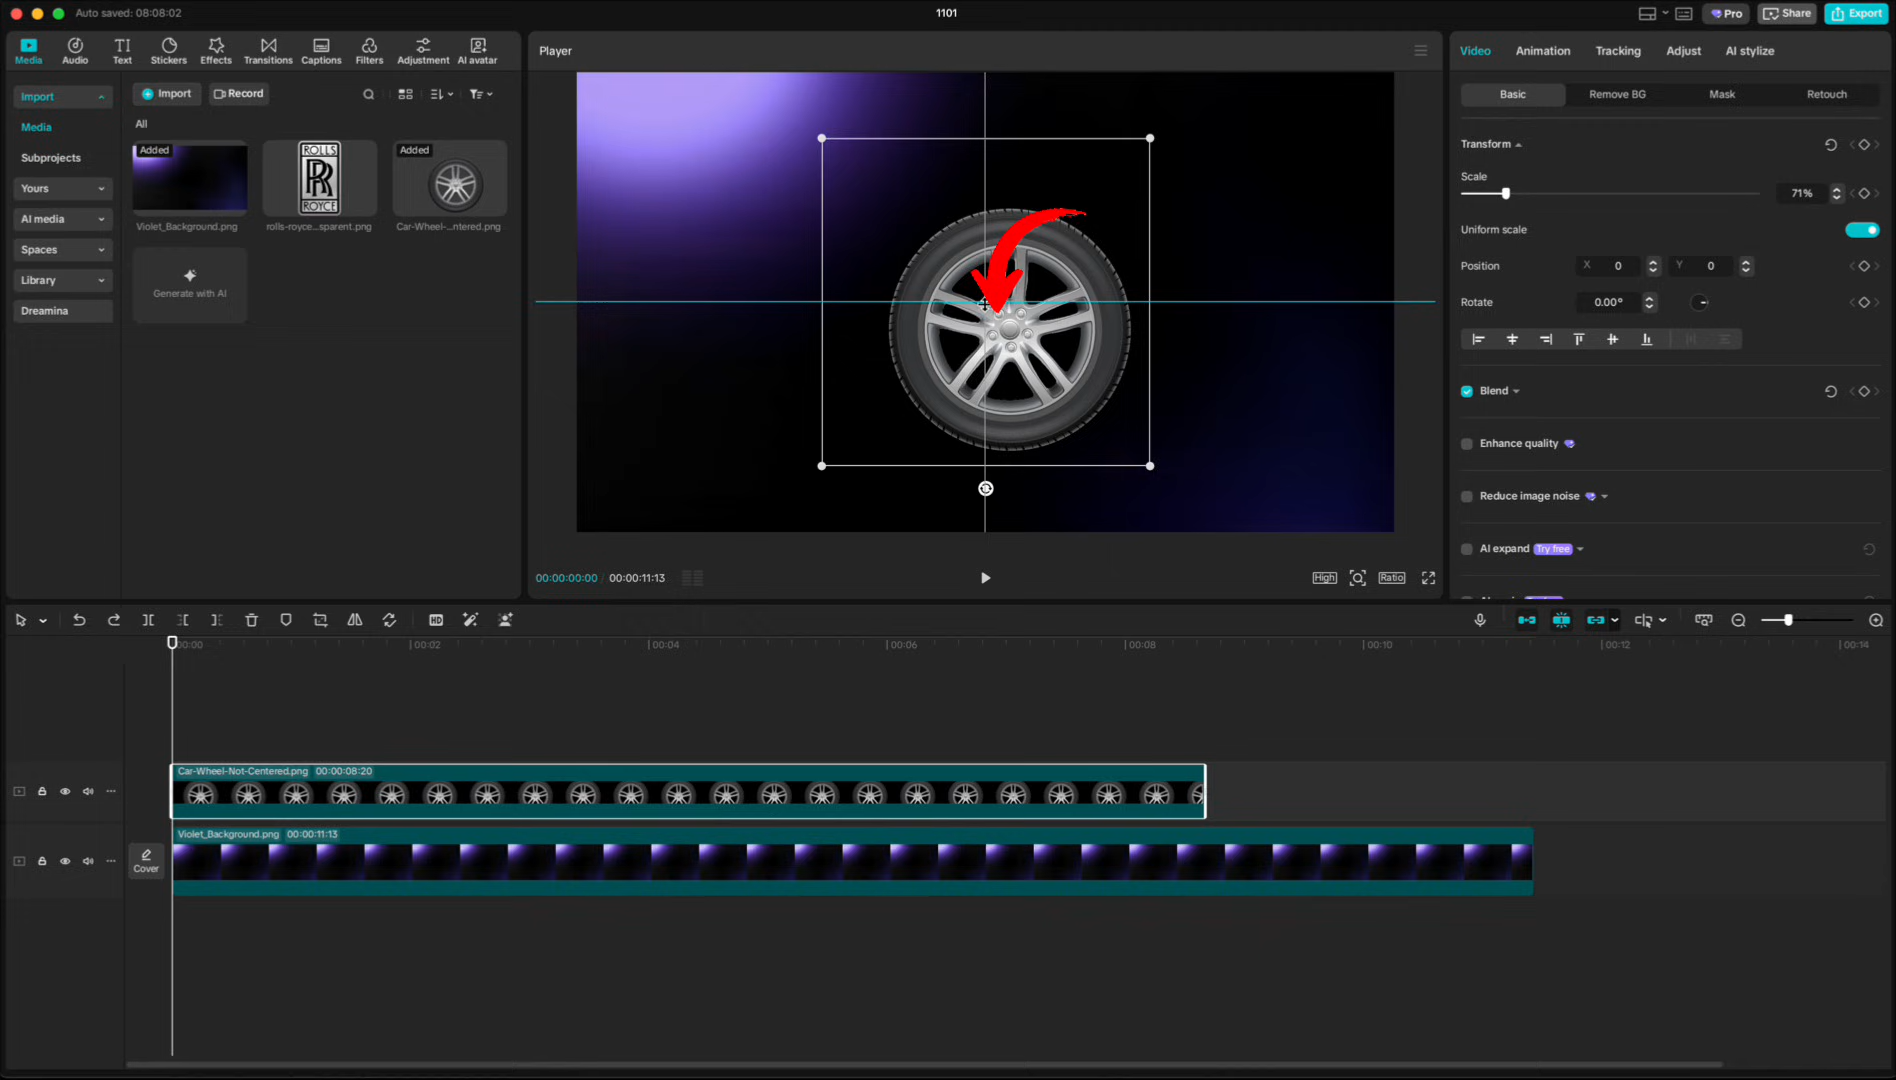 Auto saved: 08:08:02
1101
Pro
Share
Export
Media
Audio
Text
Stickers
Effects
Transitions
Captions
Filters
Adjustment
AI avatar
Import
Media
Subprojects
Yours
AI media
Spaces
Library
Dreamina
Import
Record
All
Added
Violet_Background.png
ROLLS
RR
ROYCE
rolls-royce...sparent.png
Added
Car-Wheel-...ntered.png
Generate with AI
Player
00:00:00:00 / 00:00:11:13
High
Ratio
Video
Animation
Tracking
Adjust
AI stylize
Basic
Remove BG
Mask
Retouch
Transform
Scale
71%
Uniform scale
Position
X 0
Y 0
Rotate
0.00°
Blend
Enhance quality
Reduce image noise
AI expand Try free
HD
00:00
00:02
00:04
00:06
00:08
00:10
00:12
00:14
Car-Wheel-Not-Centered.png 00:00:08:20
Violet_Background.png 00:00:11:13
Cover